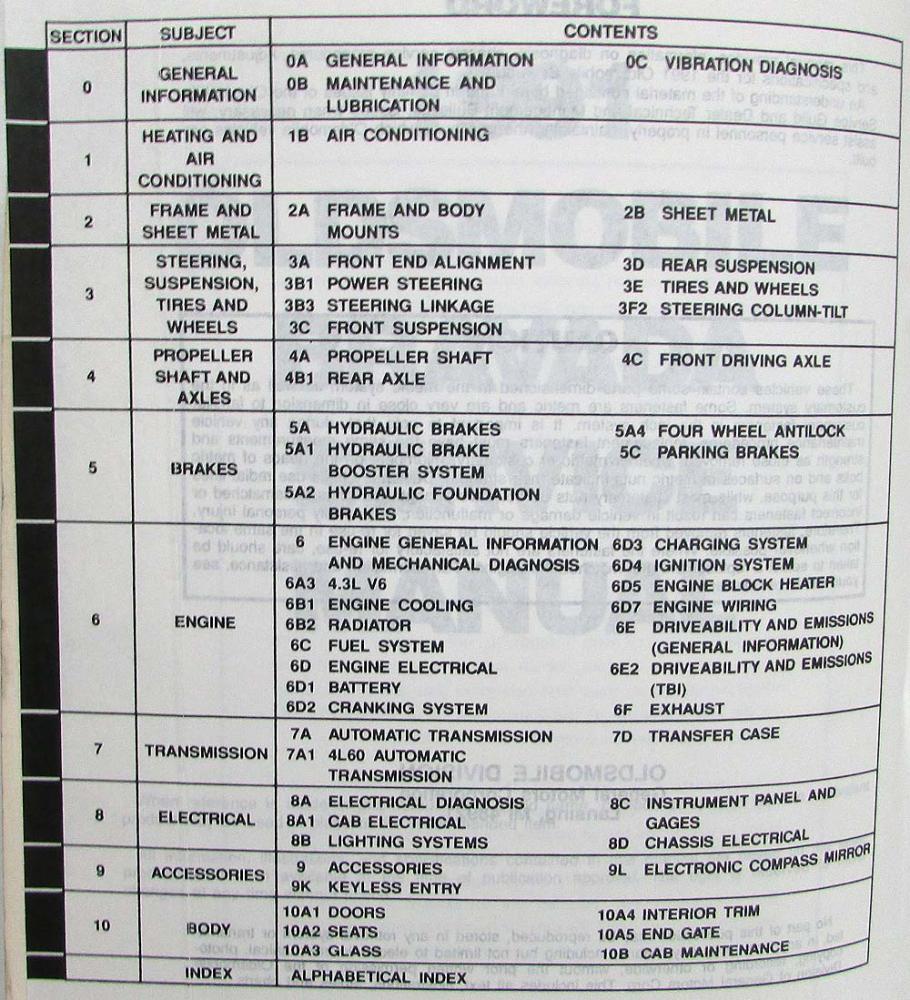 SECTION SUBJECT CONTENTS
0
GENERAL
INFORMATION
0A GENERAL INFORMATION
0B MAINTENANCE AND
LUBRICATION
0C VIBRATION DIAGNOSIS
1
HEATING AND
AIR
CONDITIONING
1B AIR CONDITIONING
2
FRAME AND
SHEET METAL
2A FRAME AND BODY
MOUNTS
2B SHEET METAL
3
STEERING,
SUSPENSION,
TIRES AND
WHEELS
3A FRONT END ALIGNMENT
3B1 POWER STEERING
3B3 STEERING LINKAGE
3C FRONT SUSPENSION
3D REAR SUSPENSION
3E TIRES AND WHEELS
3F2 STEERING COLUMN-TILT
4
PROPELLER
SHAFT AND
AXLES
4A PROPELLER SHAFT
4B1 REAR AXLE
4C FRONT DRIVING AXLE
5
BRAKES
5A HYDRAULIC BRAKES
5A1 HYDRAULIC BRAKE
BOOSTER SYSTEM
5A2 HYDRAULIC FOUNDATION
BRAKES
5A4 FOUR WHEEL ANTILOCK
5C PARKING BRAKES
6
ENGINE
6 ENGINE GENERAL INFORMATION
AND MECHANICAL DIAGNOSIS
6A3 4.3L V6
6B1 ENGINE COOLING
6B2 RADIATOR
6C FUEL SYSTEM
6D ENGINE ELECTRICAL
6D1 BATTERY
6D2 CRANKING SYSTEM
6D3 CHARGING SYSTEM
6D4 IGNITION SYSTEM
6D5 ENGINE BLOCK HEATER
6D7 ENGINE WIRING
6E DRIVEABILITY AND EMISSIONS
(GENERAL INFORMATION)
6E2 DRIVEABILITY AND EMISSIONS
(TBI)
6F EXHAUST
7
TRANSMISSION
7A AUTOMATIC TRANSMISSION
7A1 4L60 AUTOMATIC
TRANSMISSION
7D TRANSFER CASE
8
ELECTRICAL
8A ELECTRICAL DIAGNOSIS
8A1 CAB ELECTRICAL
8B LIGHTING SYSTEMS
8C INSTRUMENT PANEL AND
GAGES
8D CHASSIS ELECTRICAL
9
ACCESSORIES
9 ACCESSORIES
9K KEYLESS ENTRY
9L ELECTRONIC COMPASS MIRROR
10
BODY
10A1 DOORS
10A2 SEATS
10A3 GLASS
10A4 INTERIOR TRIM
10A5 END GATE
10B CAB MAINTENANCE
INDEX
ALPHABETICAL INDEX